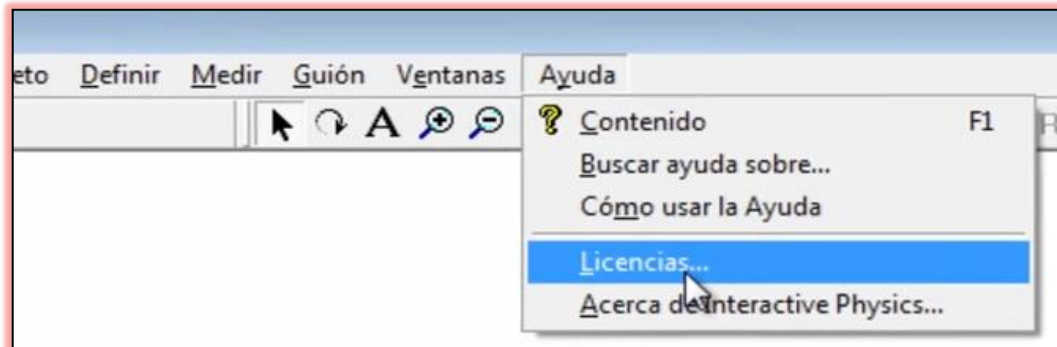 eto Definir Medir Guión Ventanas Ayuda
A
Contenido F1
Buscar ayuda sobre...
Cómo usar la Ayuda
Licencias...
Acerca de Interactive Physics...